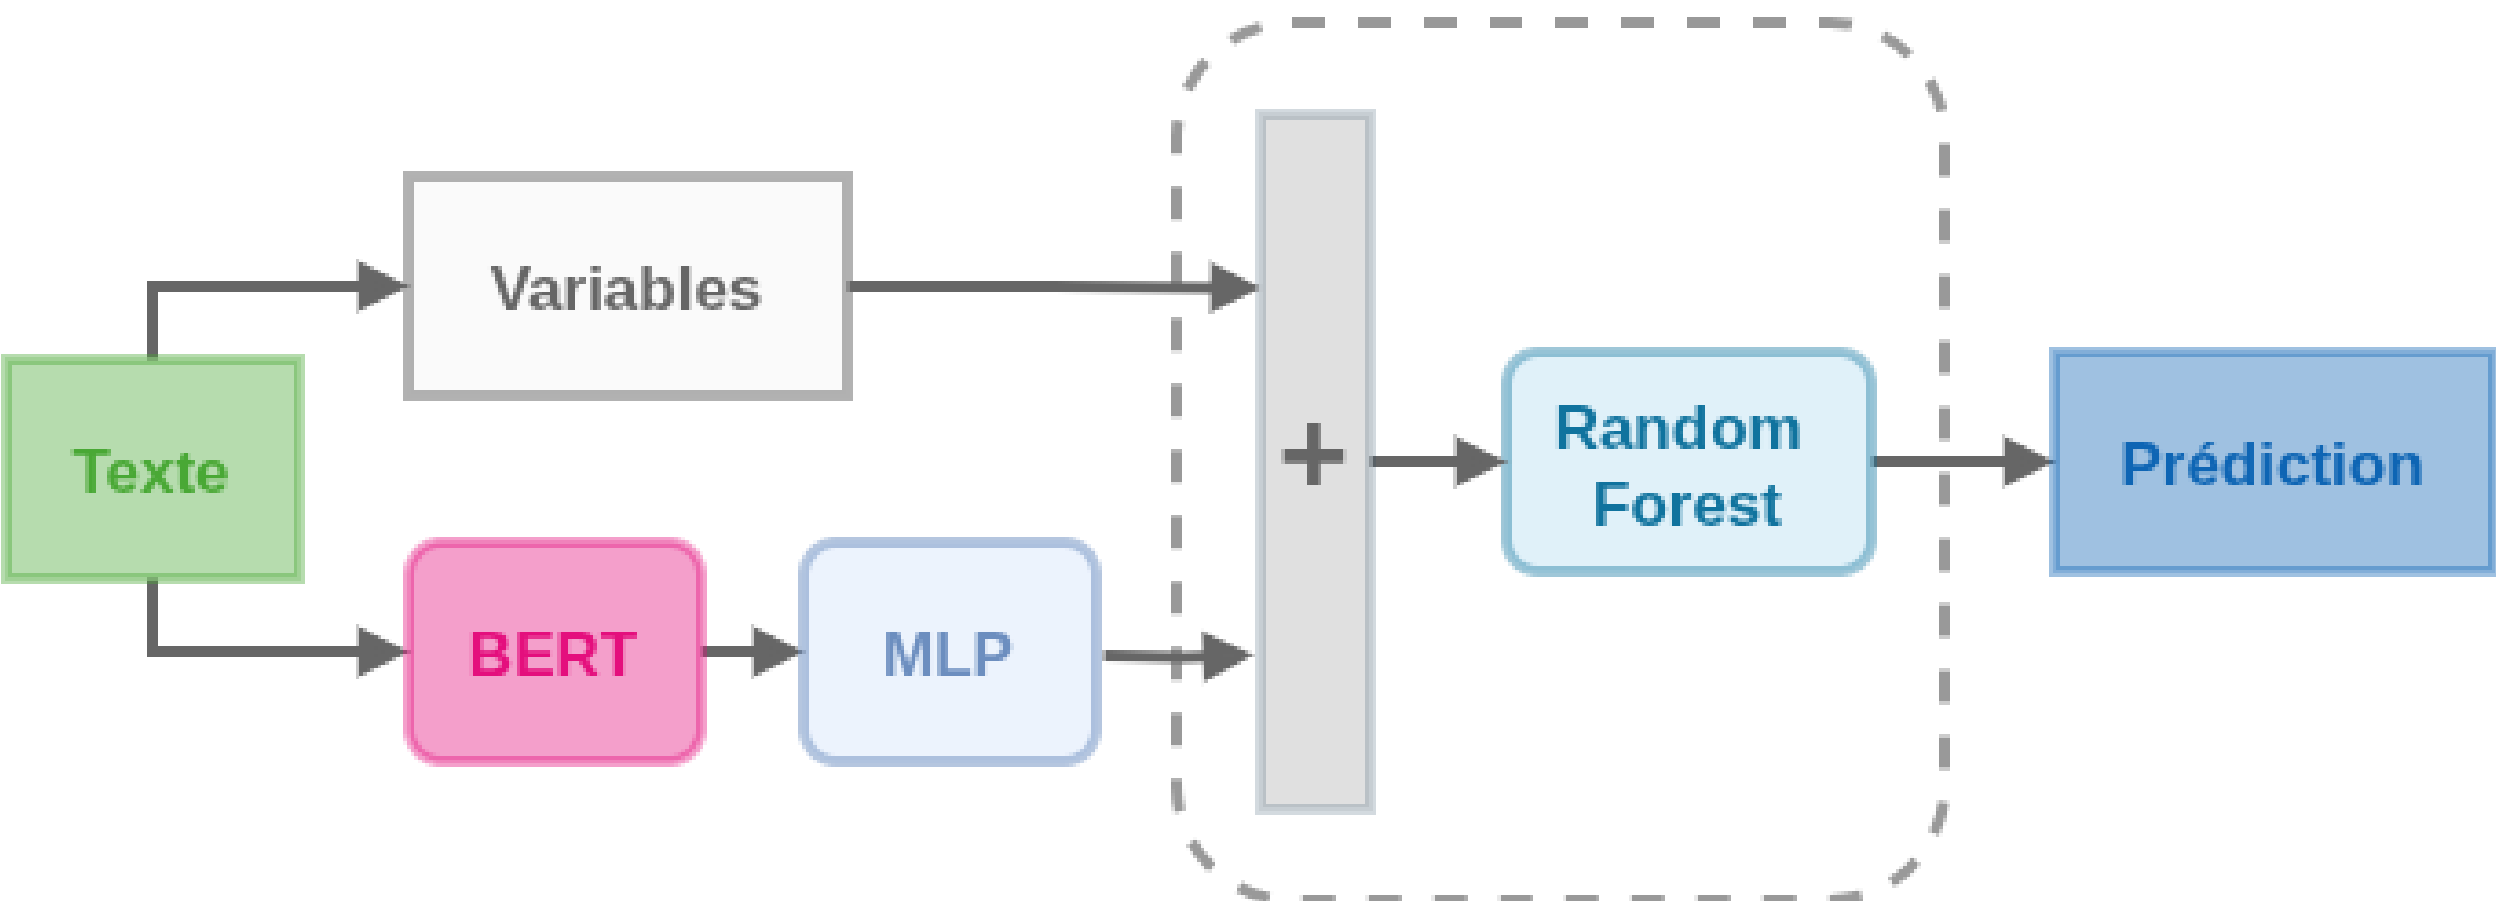 Variables
Texte
BERT
MLP
+
Random
Forest
Prédiction